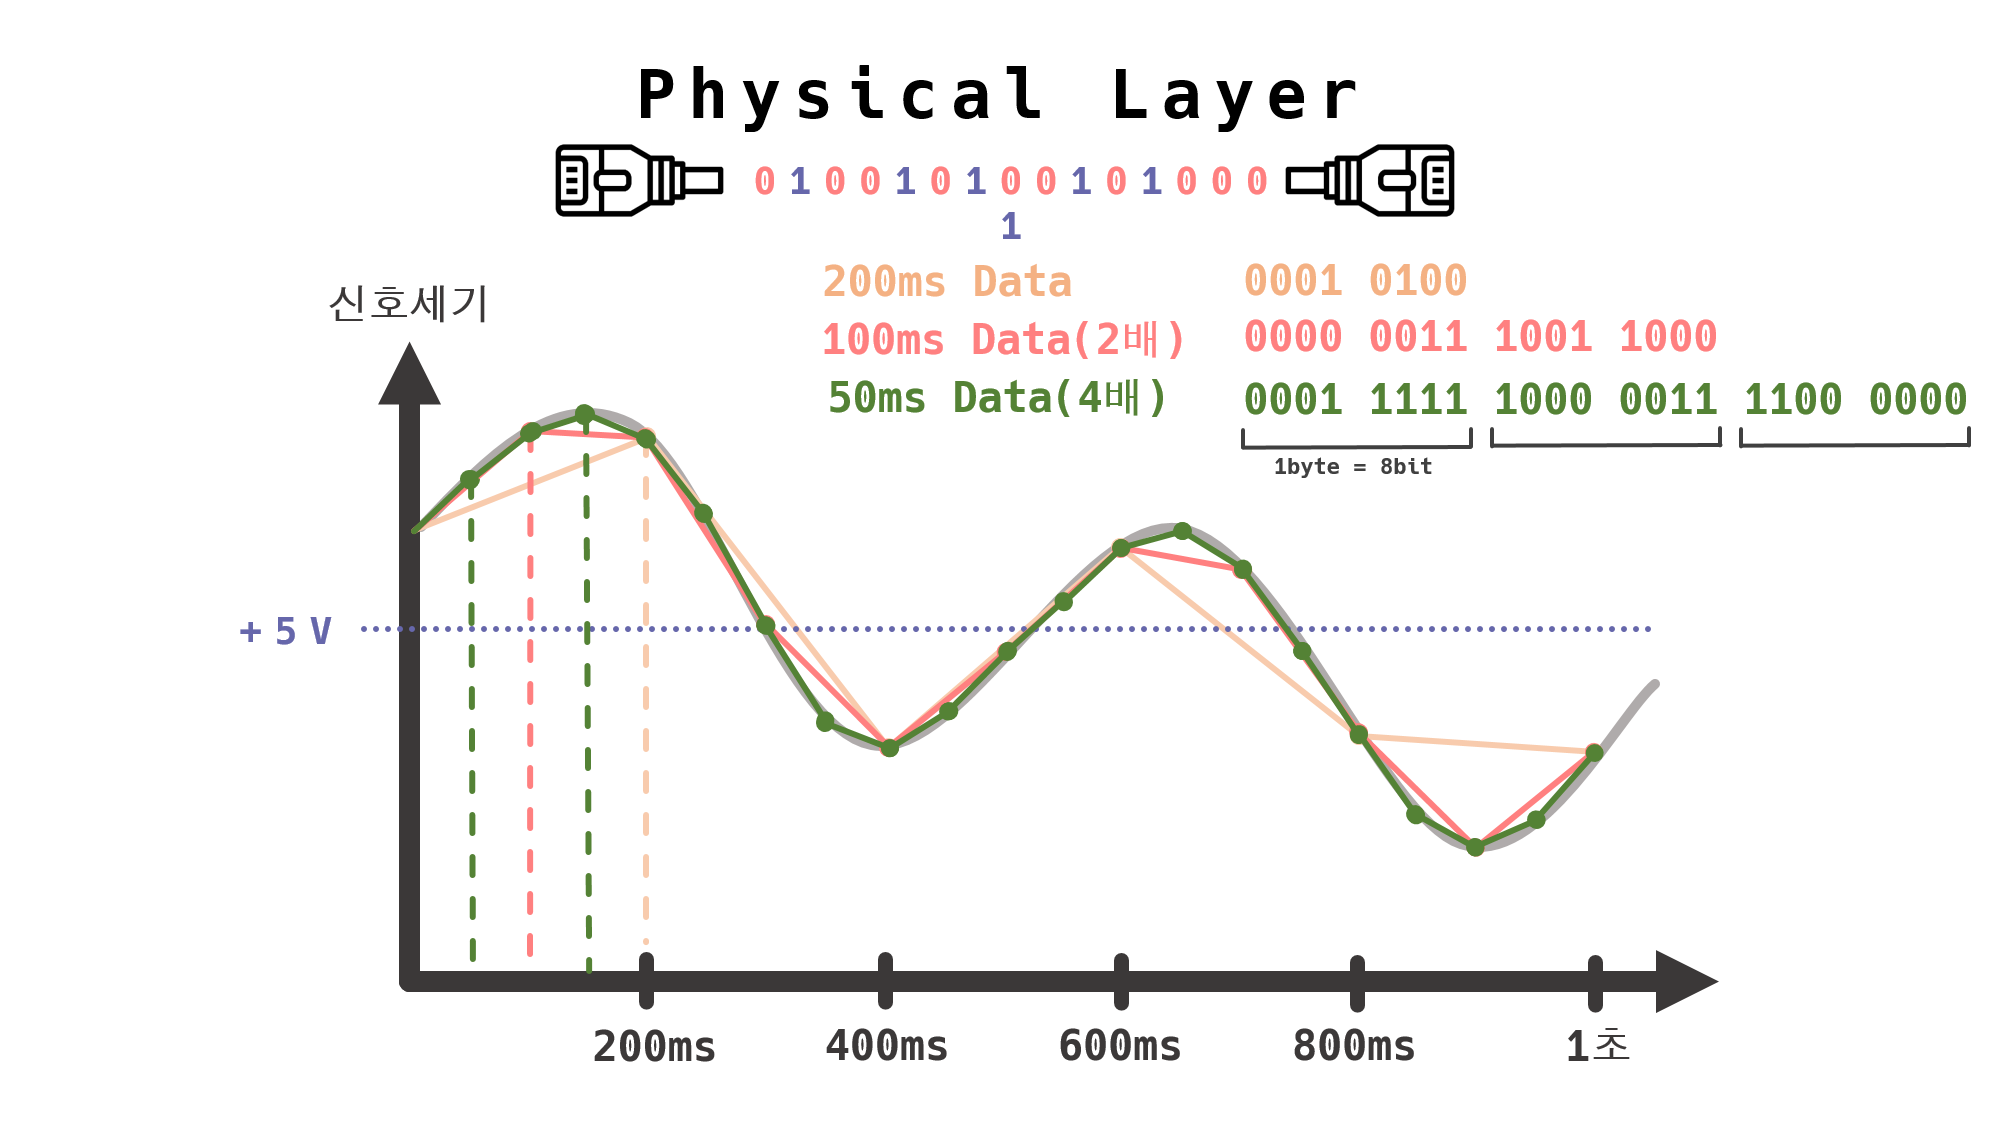 Physical Layer
0 1 0 0 1 0 1 0 0 1 0 1 0 0 0
1
200ms Data 0001 0100
100ms Data(2배) 0000 0011 1001 1000
50ms Data(4배) 0001 1111 1000 0011 1100 0000
1byte = 8bit
신호세기
+5V
200ms 400ms 600ms 800ms 1초